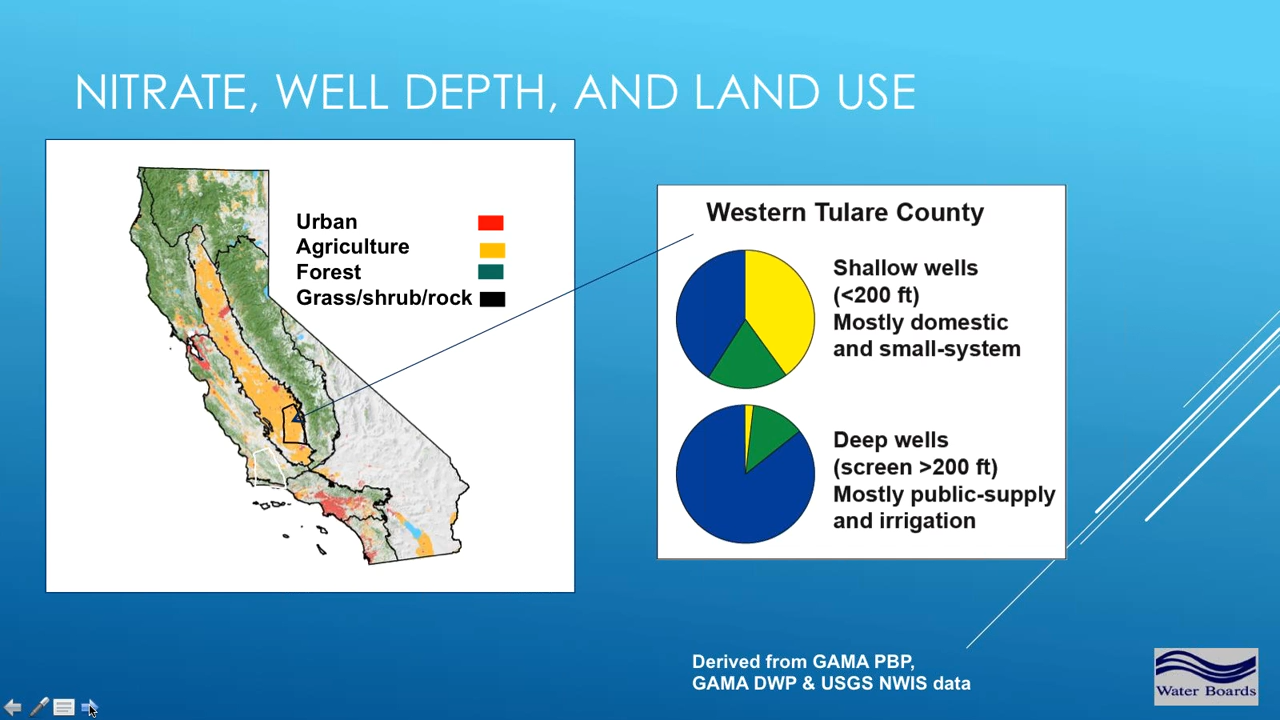 NITRATE, WELL DEPTH, AND LAND USE
Urban
Agriculture
Forest
Grass/shrub/rock
Western Tulare County
Shallow wells
(<200 ft)
Mostly domestic
and small-system
Deep wells
(screen >200 ft)
Mostly public-supply
and irrigation
Derived from GAMA PBP,
GAMA DWP & USGS NWIS data
Water Boards